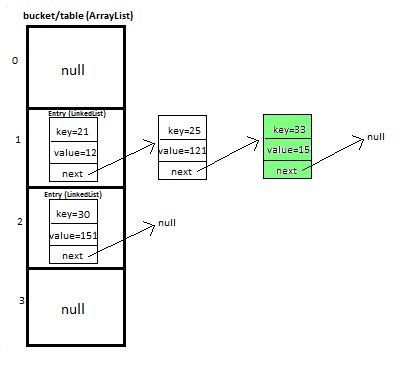 bucket/table (ArrayList)
0
null
1
Entry (LinkedList)
key=21
value=12
next
key=25
value=121
next
key=33
value=15
next
null
2
Entry (LinkedList)
key=30
value=151
next
null
3
null